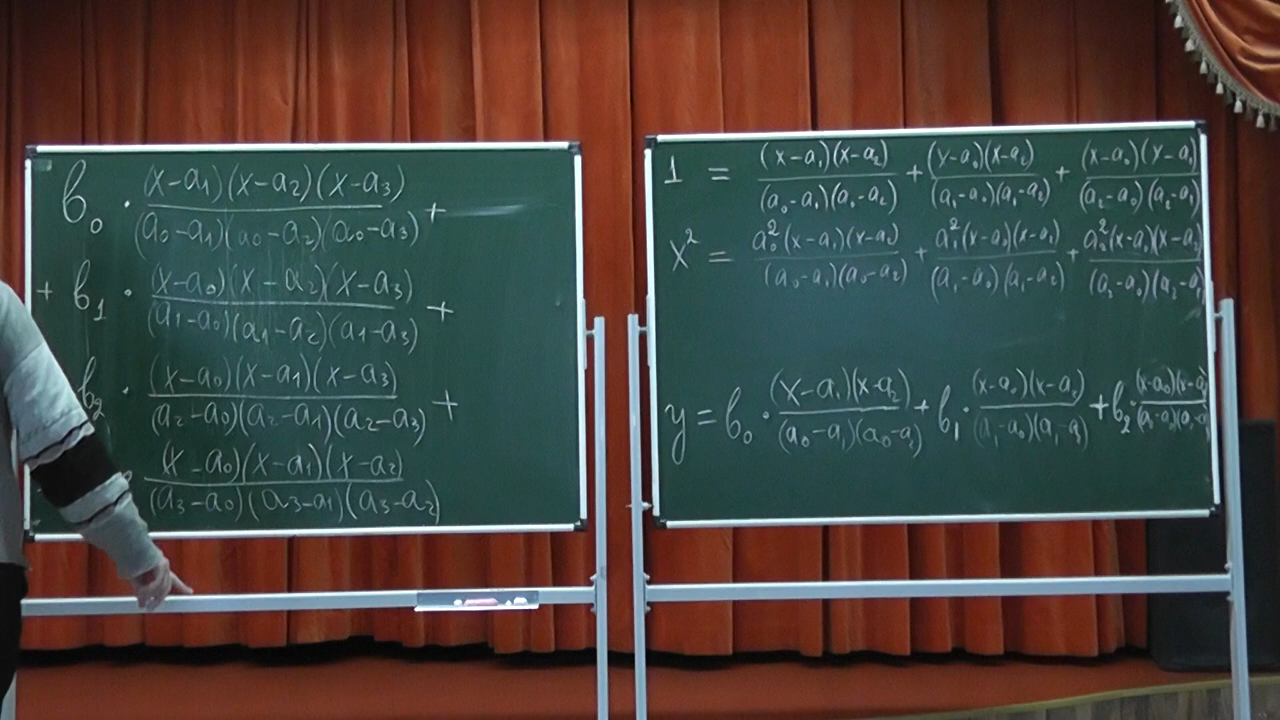 b₀ · (x-a₁)(x-a₂)(x-a₃) / (a₀-a₁)(a₀-a₂)(a₀-a₃) +
+ b₁ · (x-a₀)(x-a₂)(x-a₃) / (a₁-a₀)(a₁-a₂)(a₁-a₃) +
b₂ · (x-a₀)(x-a₁)(x-a₃) / (a₂-a₀)(a₂-a₁)(a₂-a₃) +
(x-a₀)(x-a₁)(x-a₂) / (a₃-a₀)(a₃-a₁)(a₃-a₂)
1 = (x-a₁)(x-a₂) / (a₀-a₁)(a₀-a₂) + (x-a₀)(x-a₂) / (a₁-a₀)(a₁-a₂) + (x-a₀)(x-a₁) / (a₂-a₀)(a₂-a₁)
x² = a₀²(x-a₁)(x-a₂) / (a₀-a₁)(a₀-a₂) + a₁²(x-a₀)(x-a₂) / (a₁-a₀)(a₁-a₂) + a₂²(x-a₀)(x-a₁) / (a₂-a₀)(a₂-a₁)
y = b₀ · (x-a₁)(x-a₂) / (a₀-a₁)(a₀-a₂) + b₁ · (x-a₀)(x-a₂) / (a₁-a₀)(a₁-a₂) + b₂ · (x-a₀)(x-a₁)